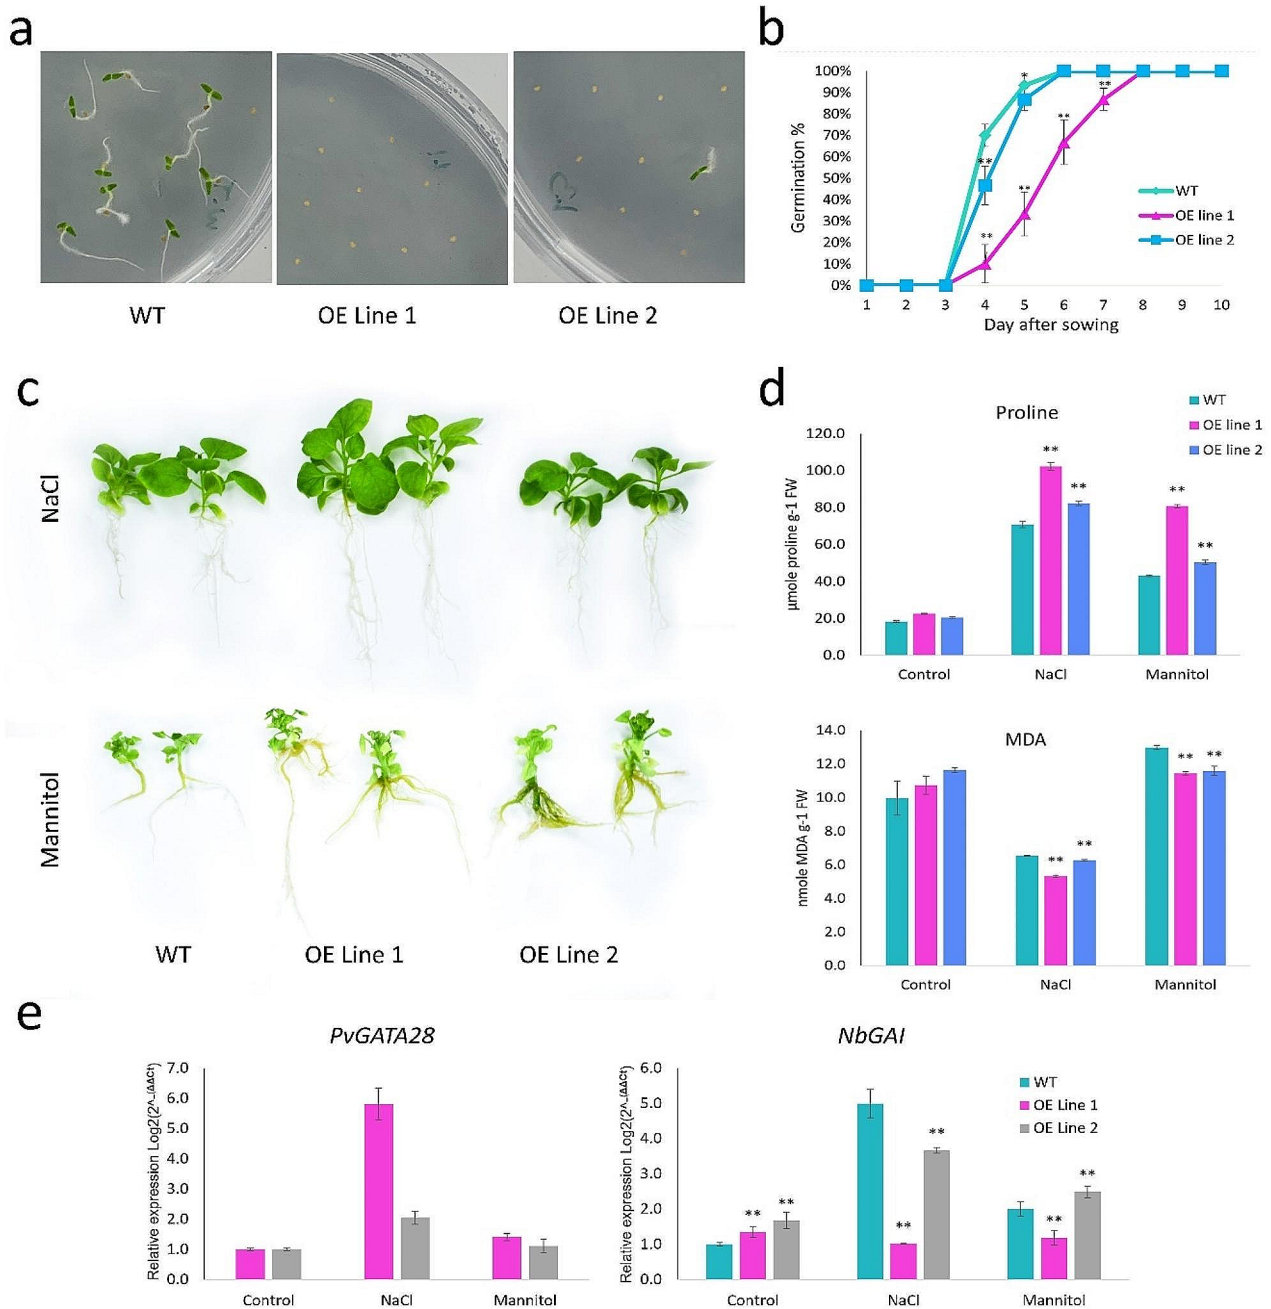 a
WT
OE Line 1
OE Line 2
b
100%
90%
80%
70%
60%
50%
40%
30%
20%
10%
0%
Germination %
*
**
**
**
**
**
WT
OE line 1
OE line 2
1 2 3 4 5 6 7 8 9 10
Day after sowing
c
NaCl
Mannitol
WT
OE Line 1
OE Line 2
d
Proline
WT
OE line 1
OE line 2
120.0
100.0
80.0
60.0
40.0
20.0
0.0
µmole proline g-1 FW
** ** ** **
Control NaCl Mannitol
MDA
14.0
12.0
10.0
8.0
6.0
4.0
2.0
0.0
nmole MDA g-1 FW
** ** ** **
Control NaCl Mannitol
e
PvGATA28
7.0
6.0
5.0
4.0
3.0
2.0
1.0
0.0
Relative expression Log2(2^-(ΔΔCt)
Control NaCl Mannitol
NbGAI
6.0
5.0
4.0
3.0
2.0
1.0
0.0
Relative expression Log2(2^-(ΔΔCt)
WT
OE Line 1
OE Line 2
** ** ** ** ** **
Control NaCl Mannitol